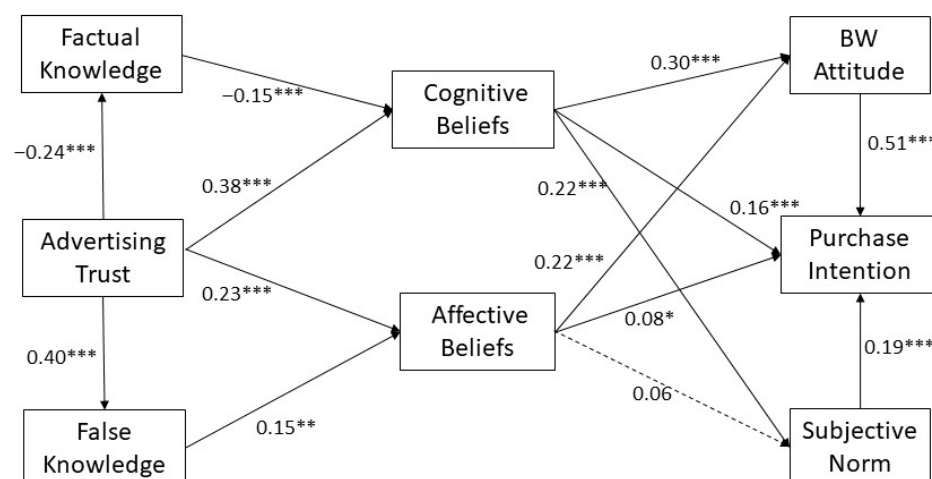 Factual
Knowledge
BW
Attitude
−0.15***
0.30***
Cognitive
Beliefs
−0.24***
0.51***
0.38***
0.22***
0.16***
Advertising
Trust
Purchase
Intention
0.22***
0.23***
Affective
Beliefs
0.08*
0.40***
0.19***
0.06
0.15**
False
Knowledge
Subjective
Norm